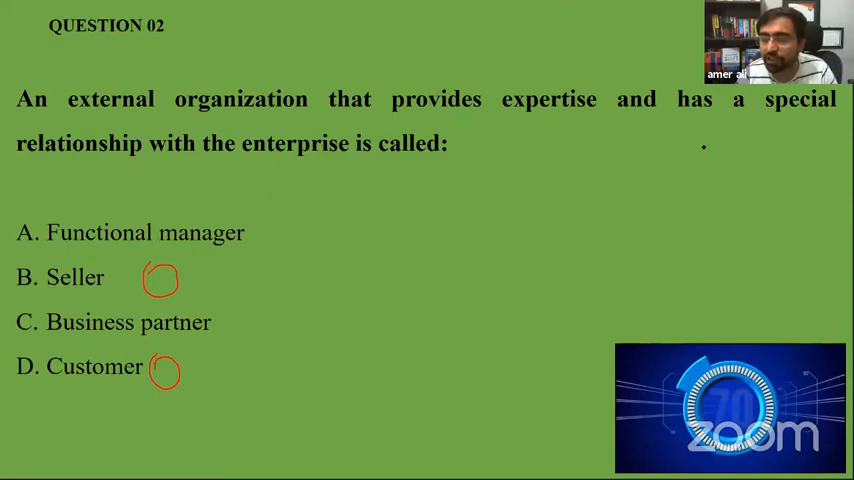 QUESTION 02
amer ali
An external organization that provides expertise and has a special
relationship with the enterprise is called:
A. Functional manager
B. Seller
C. Business partner
D. Customer
70
zoom